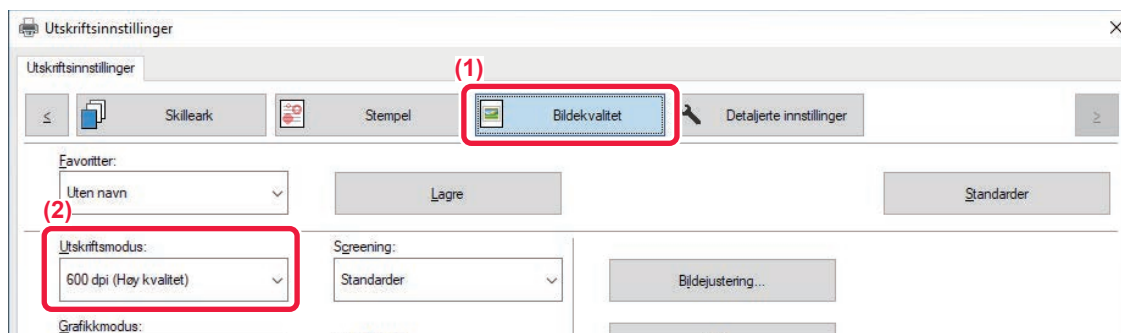 Utskriftsinnstillinger
Utskriftsinnstillinger
(1)
< Skilleark Stempel Bildekvalitet Detaljerte innstillinger >
Favoritter:
Uten navn Lagre Standarder
(2)
Utskriftsmodus: Screening:
600 dpi (Høy kvalitet) Standarder Bildejustering...
Grafikkmodus: